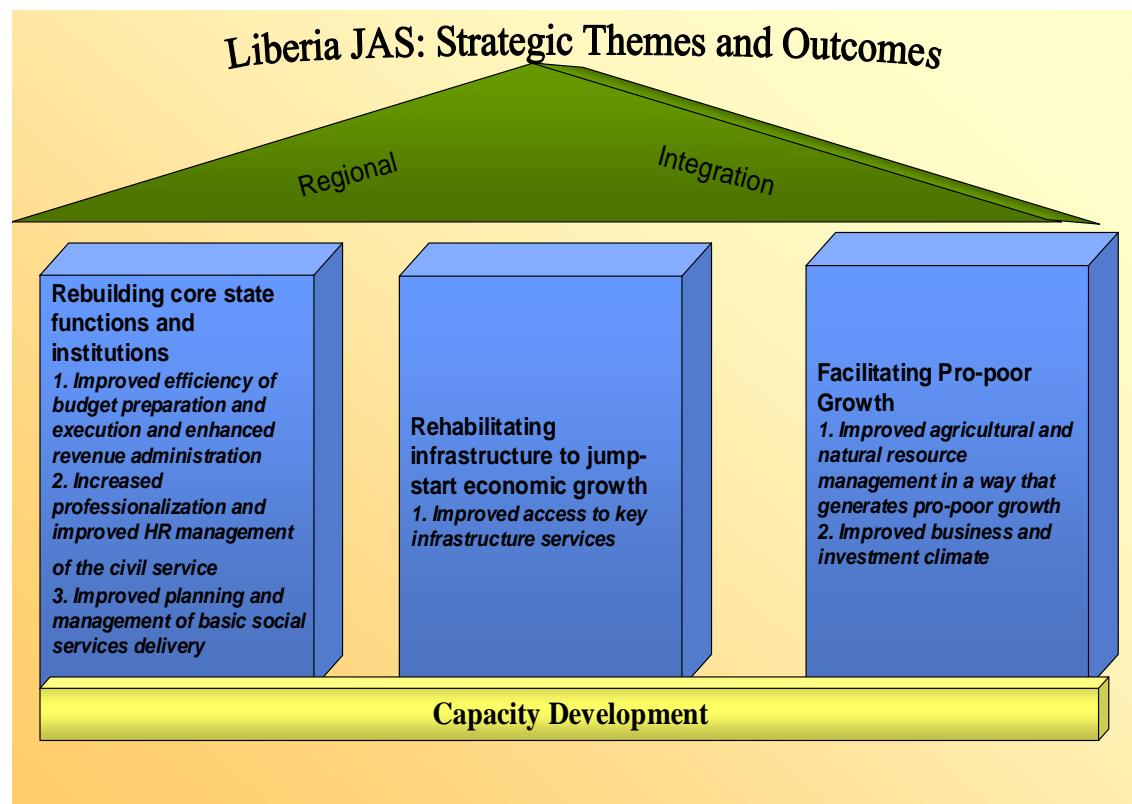 Liberia JAS: Strategic Themes and Outcomes
Regional
Integration
Rebuilding core state
functions and
institutions
1. Improved efficiency of
budget preparation and
execution and enhanced
revenue administration
2. Increased
professionalization and
improved HR management
of the civil service
3. Improved planning and
management of basic social
services delivery
Rehabilitating
infrastructure to jump-
start economic growth
1. Improved access to key
infrastructure services
Facilitating Pro-poor
Growth
1. Improved agricultural and
natural resource
management in a way that
generates pro-poor growth
2. Improved business and
investment climate
Capacity Development